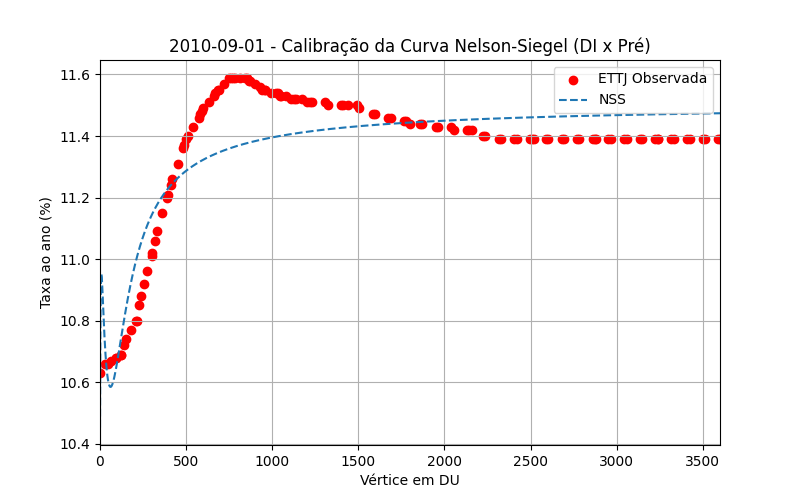 2010-09-01 - Calibração da Curva Nelson-Siegel (DI x Pré)
ETTJ Observada
NSS
Taxa ao ano (%)
11.6
11.4
11.2
11.0
10.8
10.6
10.4
0 500 1000 1500 2000 2500 3000 3500
Vértice em DU